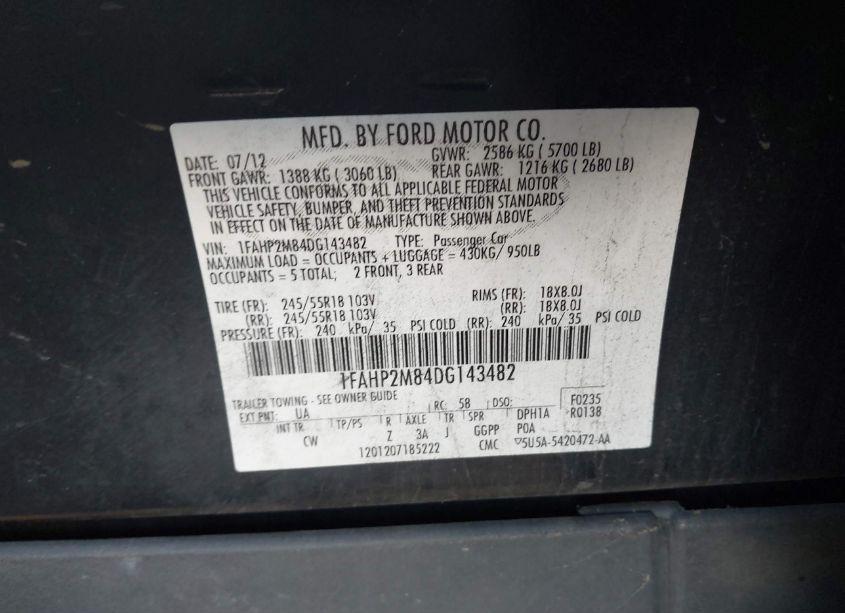 MFD. BY FORD MOTOR CO.
DATE: 07/12 GVWR: 2586 KG ( 5700 LB)
FRONT GAWR: 1388 KG ( 3060 LB) REAR GAWR: 1216 KG ( 2680 LB)
THIS VEHICLE CONFORMS TO ALL APPLICABLE FEDERAL MOTOR
VEHICLE SAFETY, BUMPER, AND THEFT PREVENTION STANDARDS
IN EFFECT ON THE DATE OF MANUFACTURE SHOWN ABOVE.
VIN: 1FAHP2M84DG143482 TYPE: Passenger Car
MAXIMUM LOAD = OCCUPANTS + LUGGAGE = 430KG/ 950LB
OCCUPANTS = 5 TOTAL; 2 FRONT, 3 REAR
TIRE (FR): 245/55R18 103V RIMS (FR): 18X8.0J
(RR): 245/55R18 103V (RR): 18X8.0J
PRESSURE (FR): 240 kPa/ 35 PSI COLD (RR): 240 kPa/ 35 PSI COLD
1FAHP2M84DG143482
TRAILER TOWING - SEE OWNER GUIDE F0235
EXT PNT: UA RC: 58 DSO: R0138
INT TR TP/PS R AXLE TR SPR DPH1A
CW Z 3A J GGPP POA
1201207185222 CMC ▽5U5A-5420472-AA